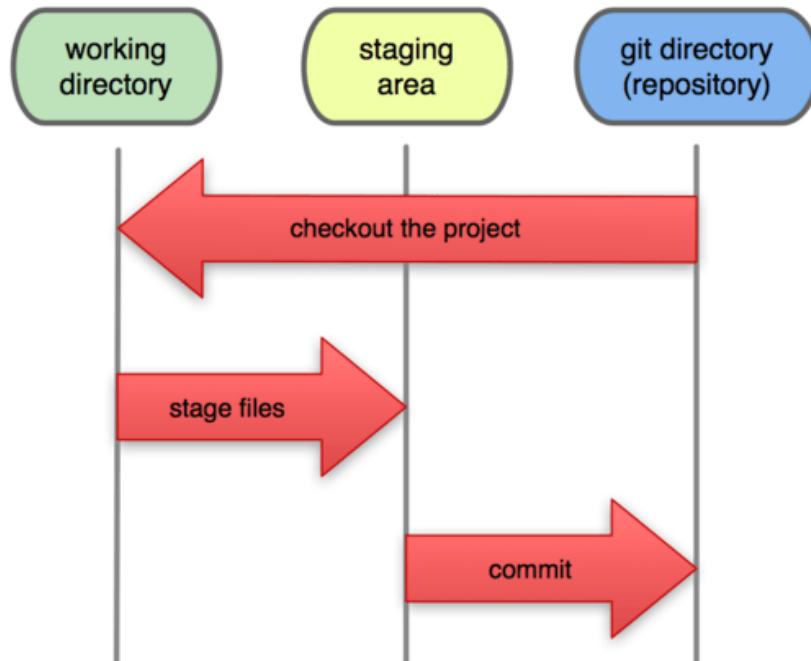 working
directory
staging
area
git directory
(repository)
checkout the project
stage files
commit